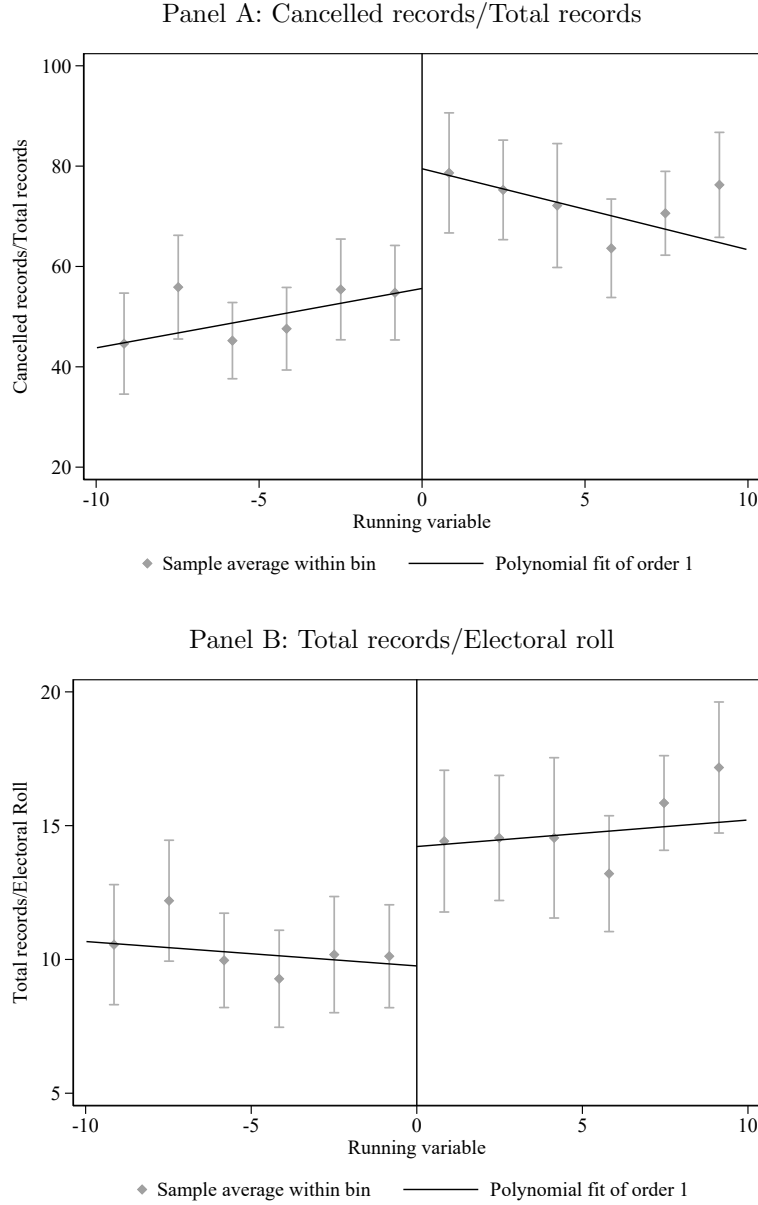 Panel A: Cancelled records/Total records
Cancelled records/Total records
100
80
60
40
20
-10 -5 0 5 10
Running variable
Sample average within bin Polynomial fit of order 1
Panel B: Total records/Electoral roll
Total records/Electoral Roll
20
15
10
5
-10 -5 0 5 10
Running variable
Sample average within bin Polynomial fit of order 1